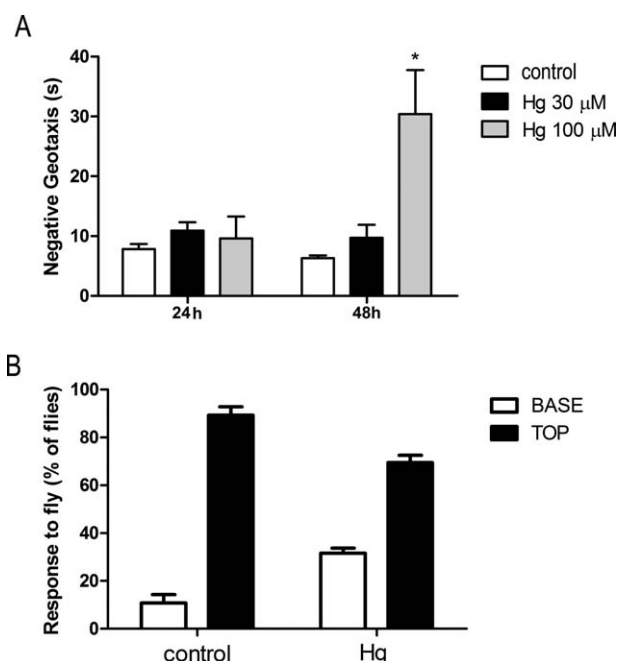 A
Negative Geotaxis (s)
40
30
20
10
0
*
24h
48h
control
Hg 30 μM
Hg 100 μM
B
Response to fly (% of flies)
100
80
60
40
20
0
control
Hg
BASE
TOP